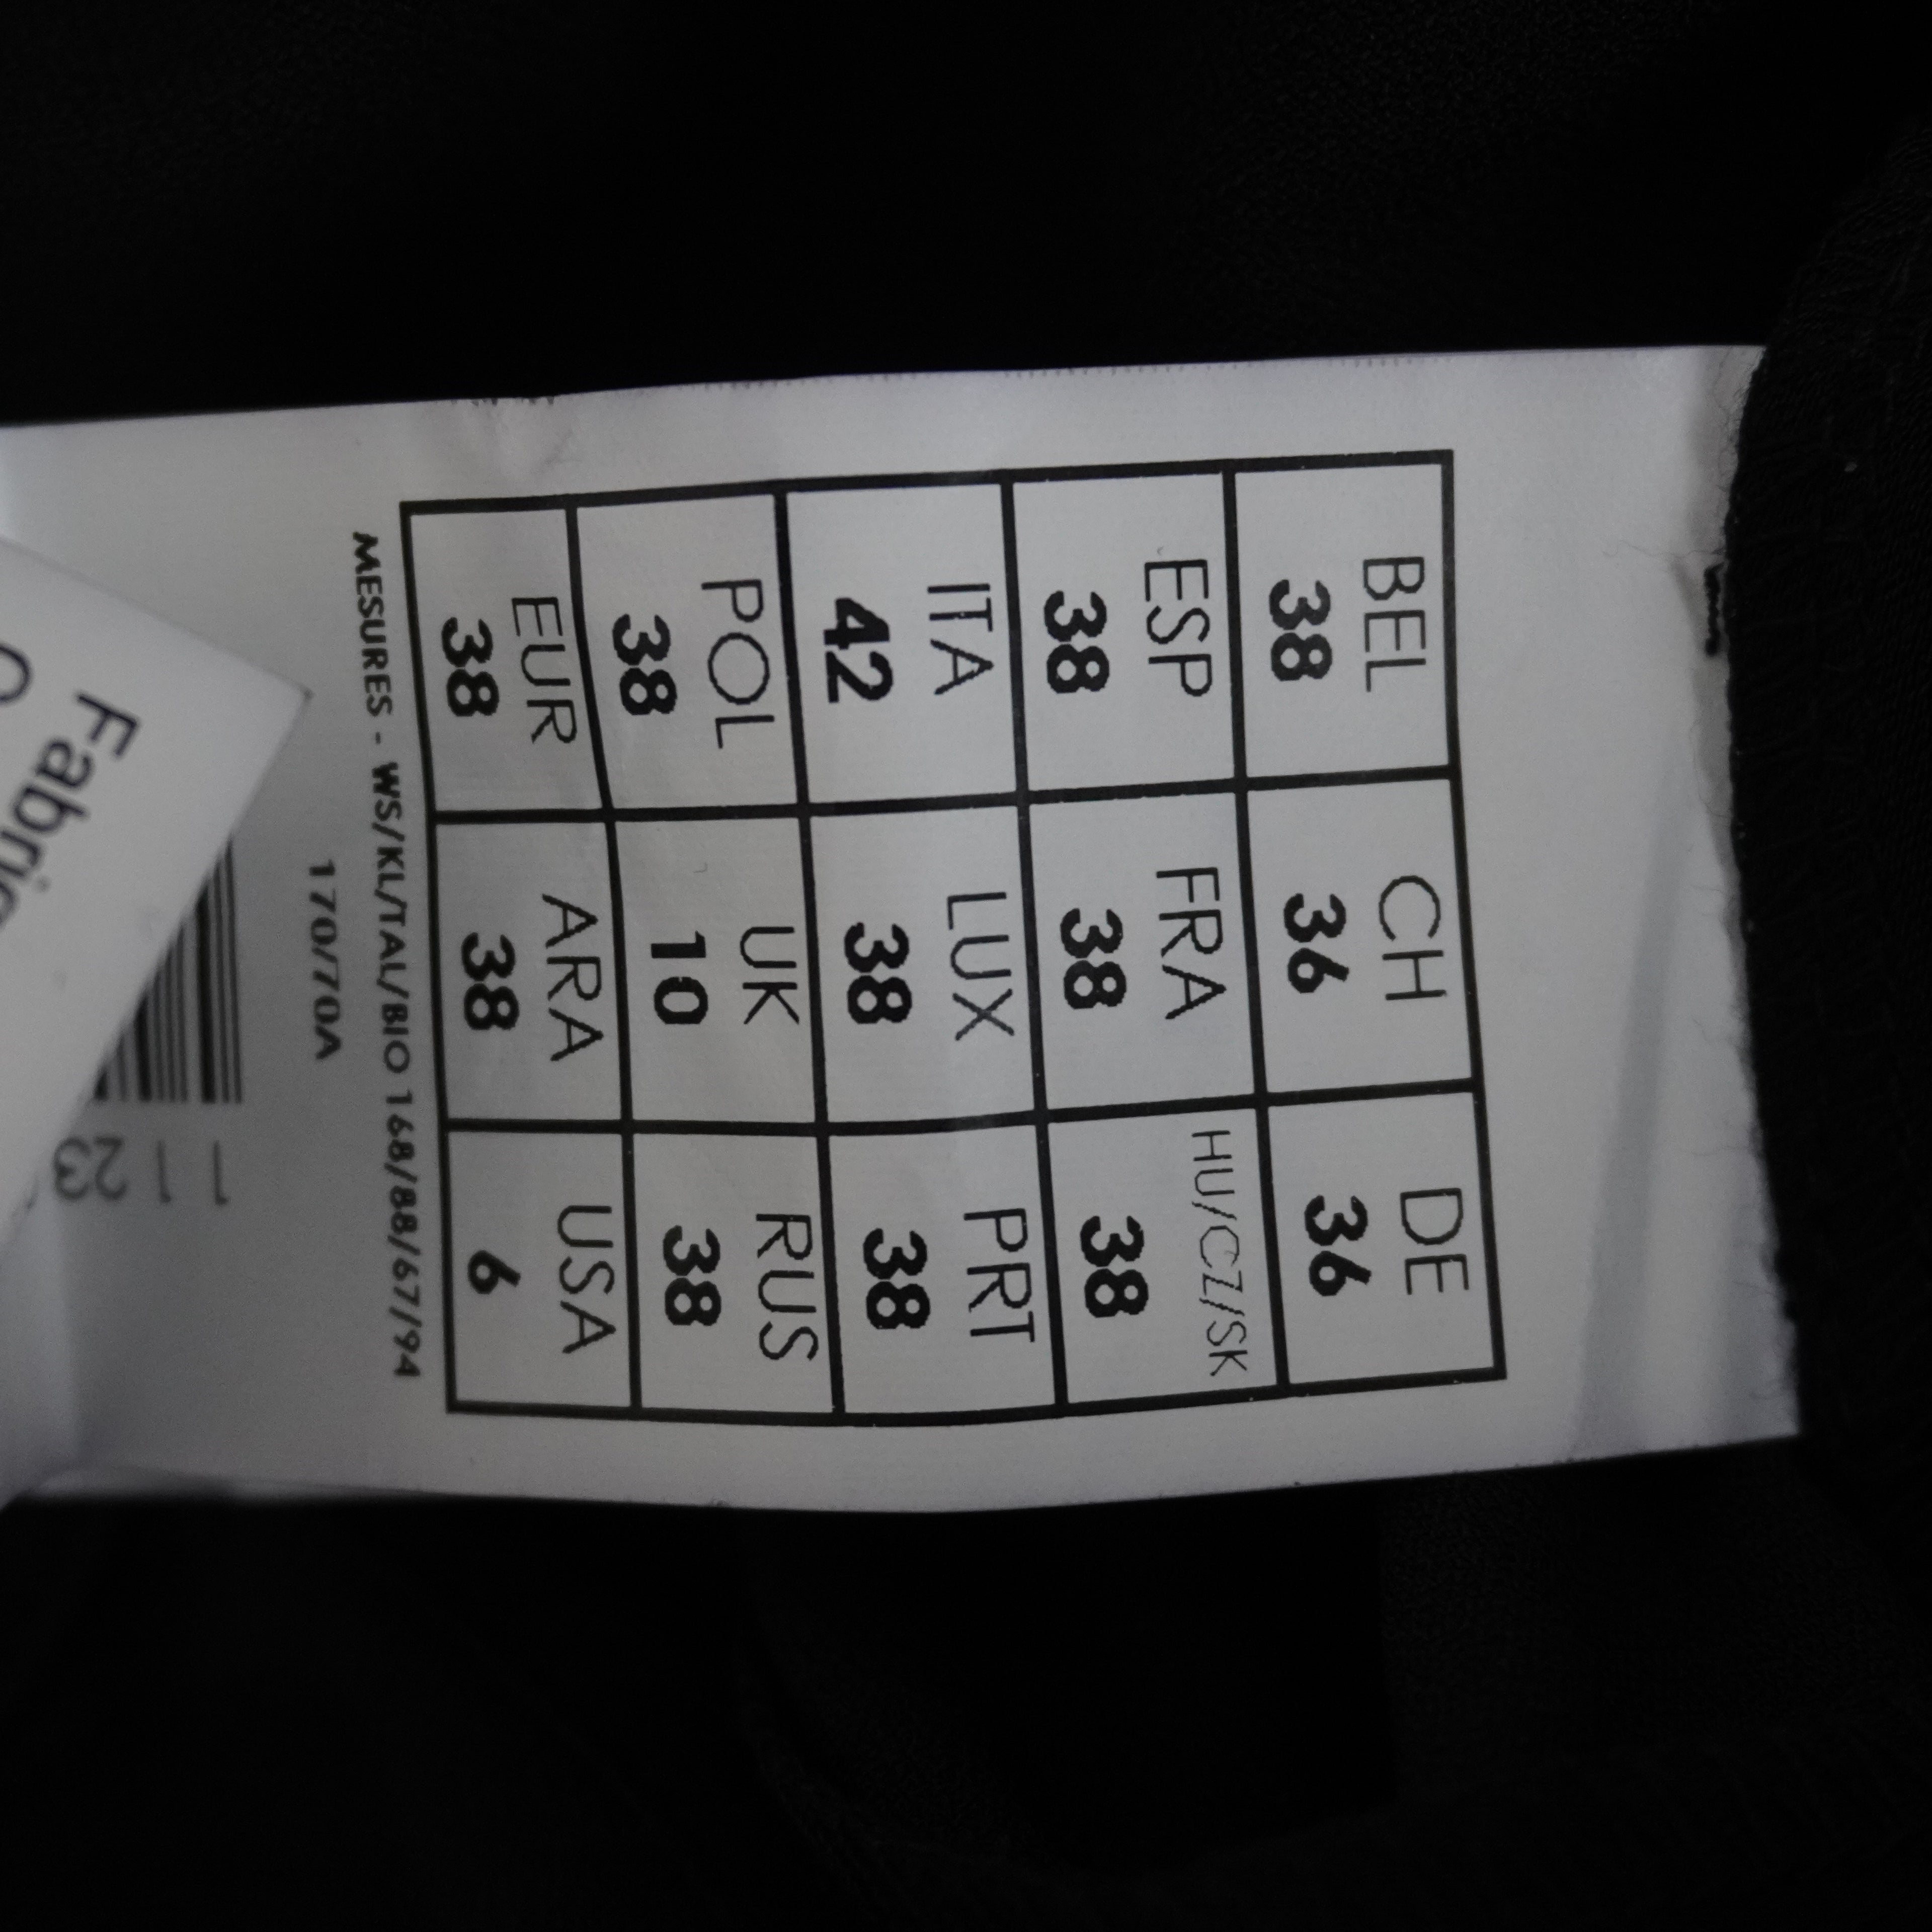 BEL CH DE
38 36 36
ESP FRA HU/CZ/SK
38 38 38
ITA LUX PRT
42 38 38
POL UK RUS
38 10 38
EUR ARA USA
38 38 6
MESURES - WS/KL/TAL/BIO 168/88/67/94
170/70A
1123